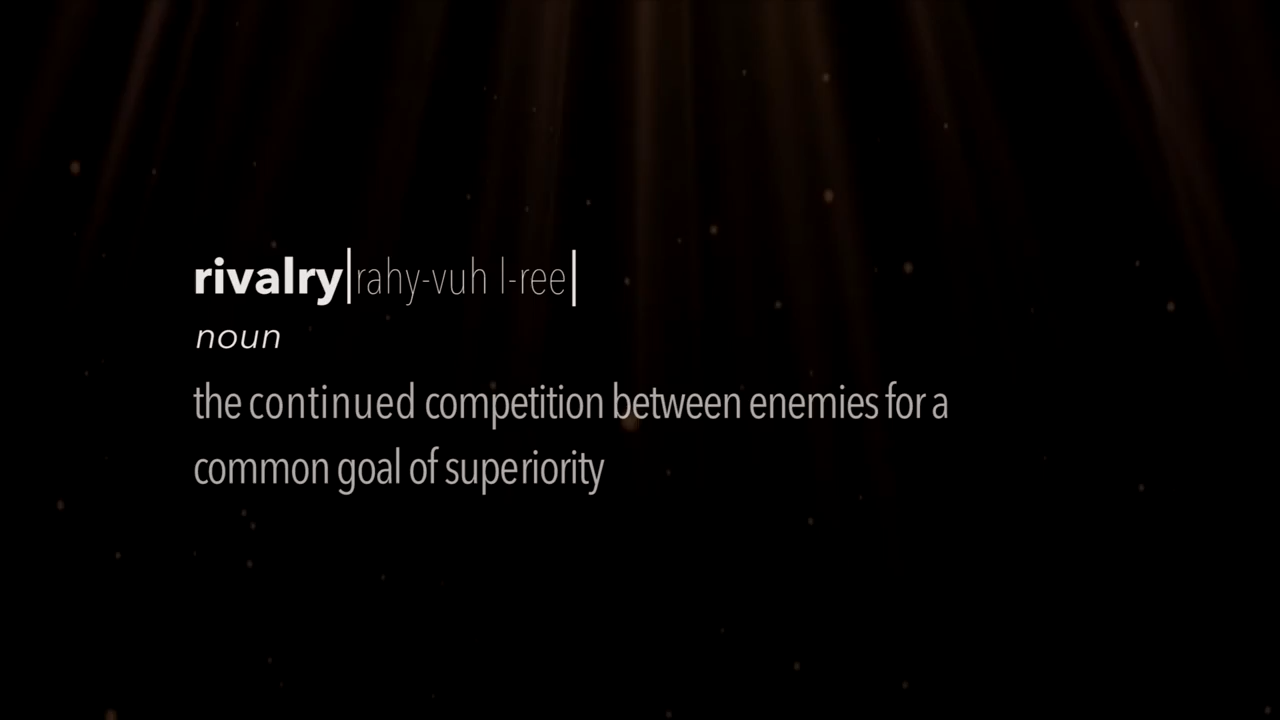 rivalry|rahy-vuh l-ree|
noun
the continued competition between enemies for a
common goal of superiority